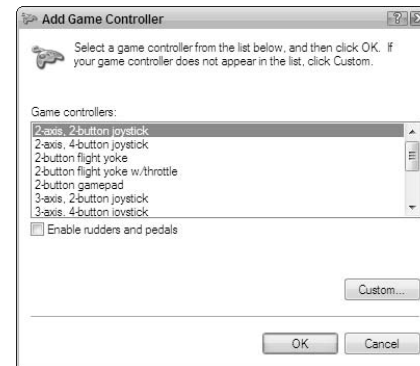 Add Game Controller
Select a game controller from the list below, and then click OK. If
your game controller does not appear in the list, click Custom.
Game controllers:
2-axis, 2-button joystick
2-axis, 4-button joystick
2-button flight yoke
2-button flight yoke w/throttle
2-button gamepad
3-axis, 2-button joystick
3-axis, 4-button joystick
Enable rudders and pedals
Custom...
OK Cancel